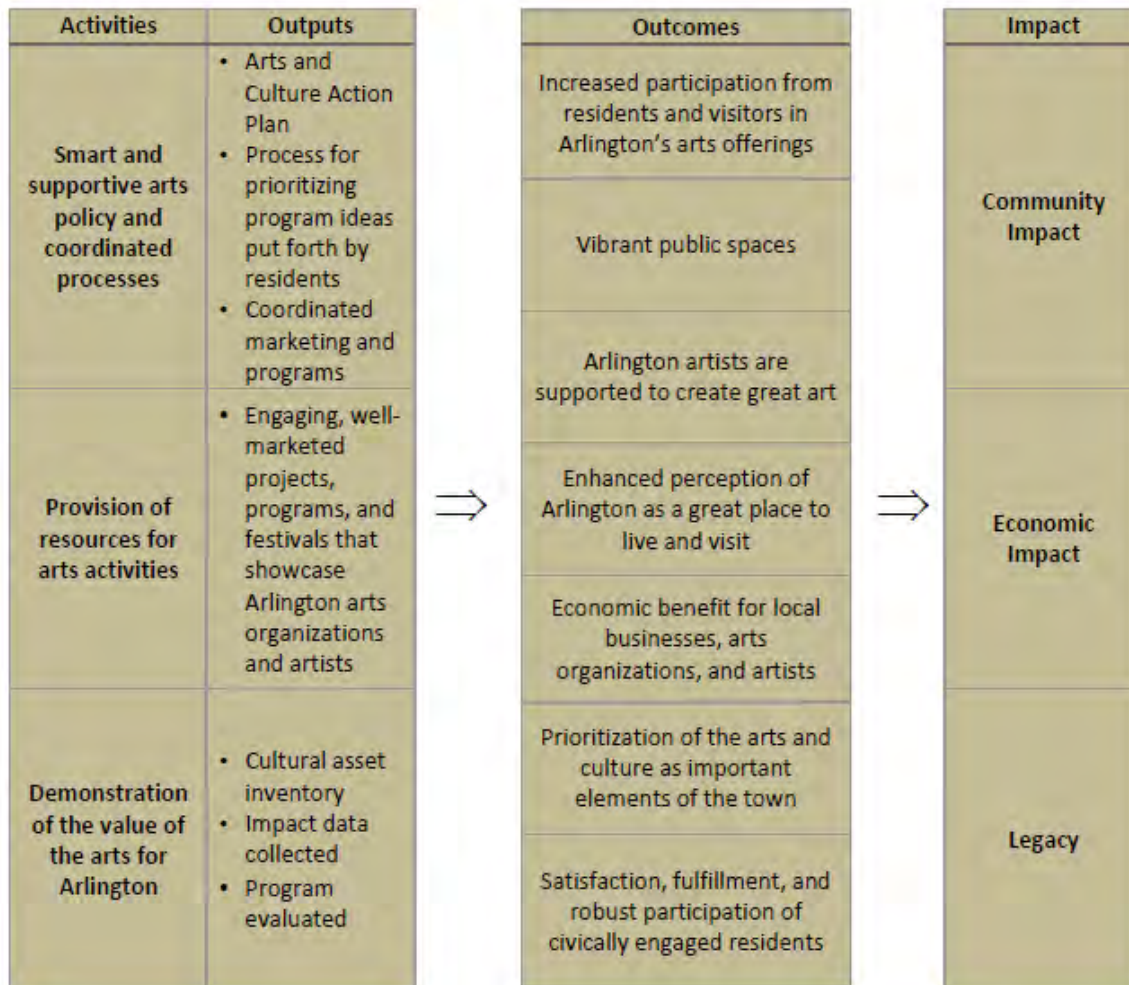 Activities
Outputs
Smart and
supportive arts
policy and
coordinated
processes
• Arts and
Culture Action
Plan
• Process for
prioritizing
program ideas
put forth by
residents
• Coordinated
marketing and
programs
Provision of
resources for
arts activities
• Engaging, well-
marketed
projects,
programs, and
festivals that
showcase
Arlington arts
organizations
and artists
Demonstration
of the value of
the arts for
Arlington
• Cultural asset
inventory
• Impact data
collected
• Program
evaluated
⇒
Outcomes
Increased participation from
residents and visitors in
Arlington's arts offerings
Vibrant public spaces
Arlington artists are
supported to create great art
Enhanced perception of
Arlington as a great place to
live and visit
Economic benefit for local
businesses, arts
organizations, and artists
Prioritization of the arts and
culture as important
elements of the town
Satisfaction, fulfillment, and
robust participation of
civically engaged residents
⇒
Impact
Community
Impact
Economic
Impact
Legacy